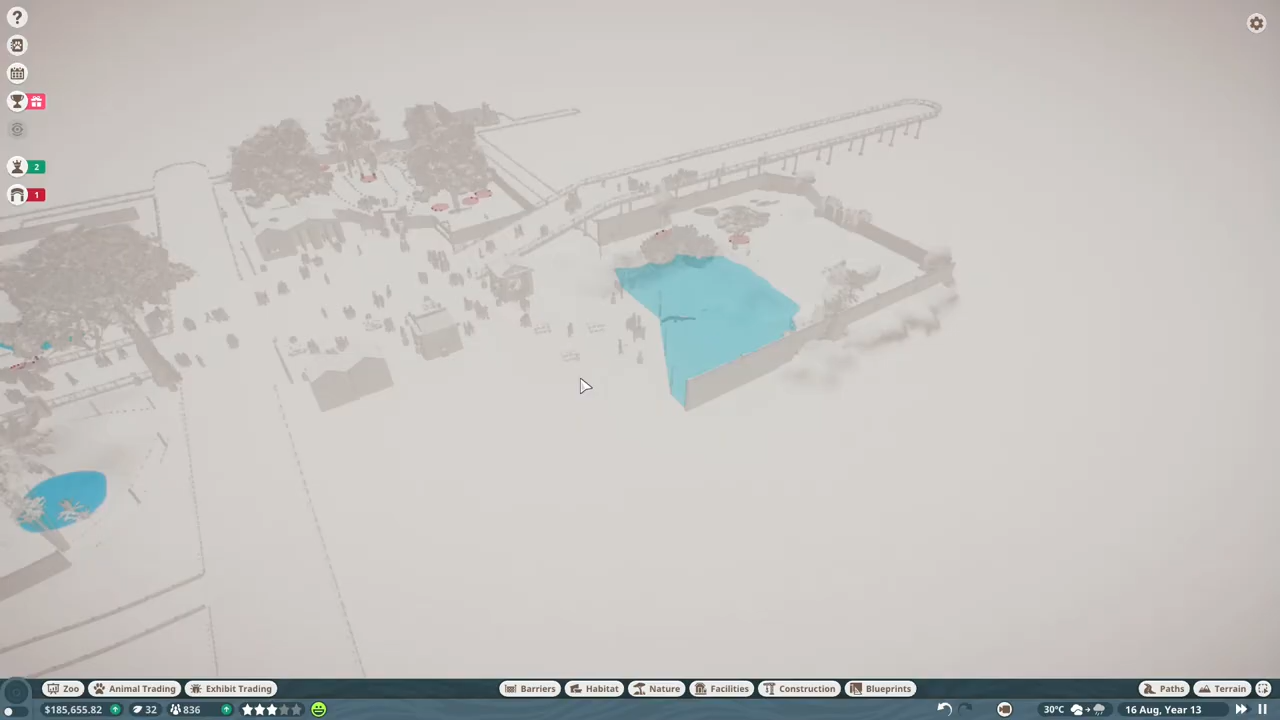 ?
2
1
Zoo Animal Trading Exhibit Trading Barriers Habitat Nature Facilities Construction Blueprints Paths Terrain
$185,655.82 32 836 30°C 16 Aug, Year 13